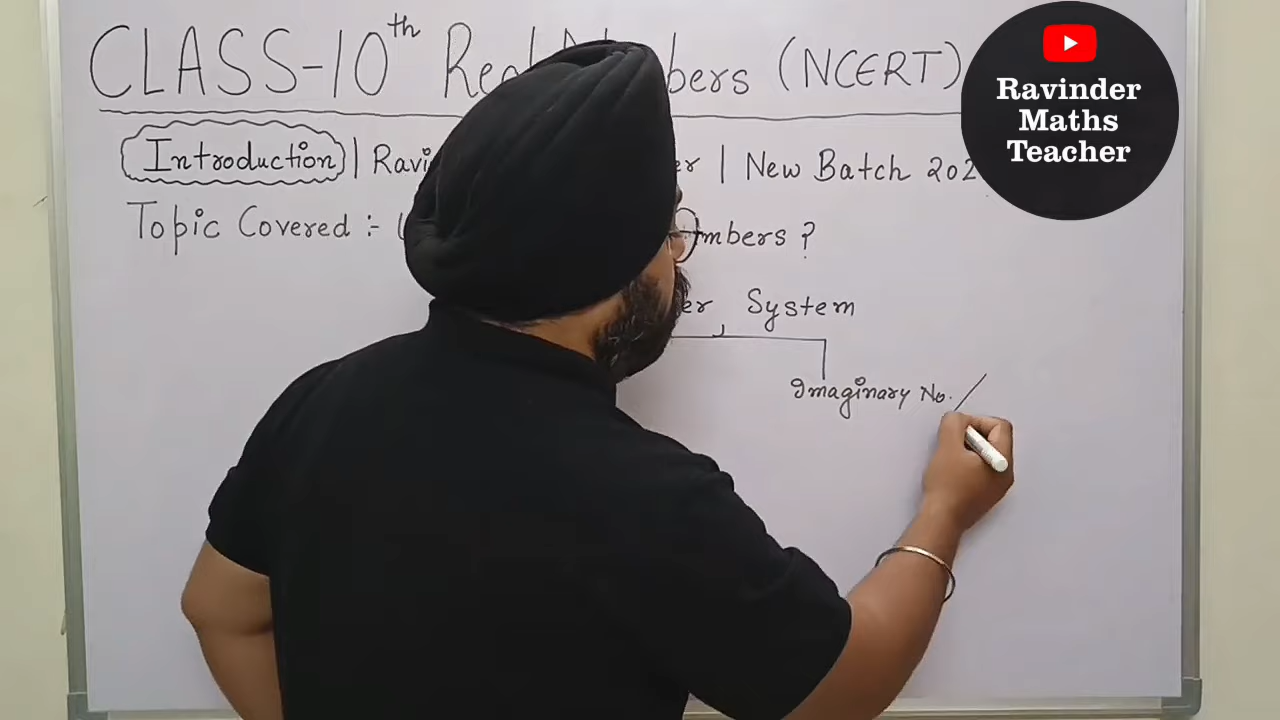 CLASS-10th Real Numbers (NCERT)
Introduction | Ravi er | New Batch 202
Topic Covered :- mbers ?
er System
Imaginary No. /
Ravinder
Maths
Teacher